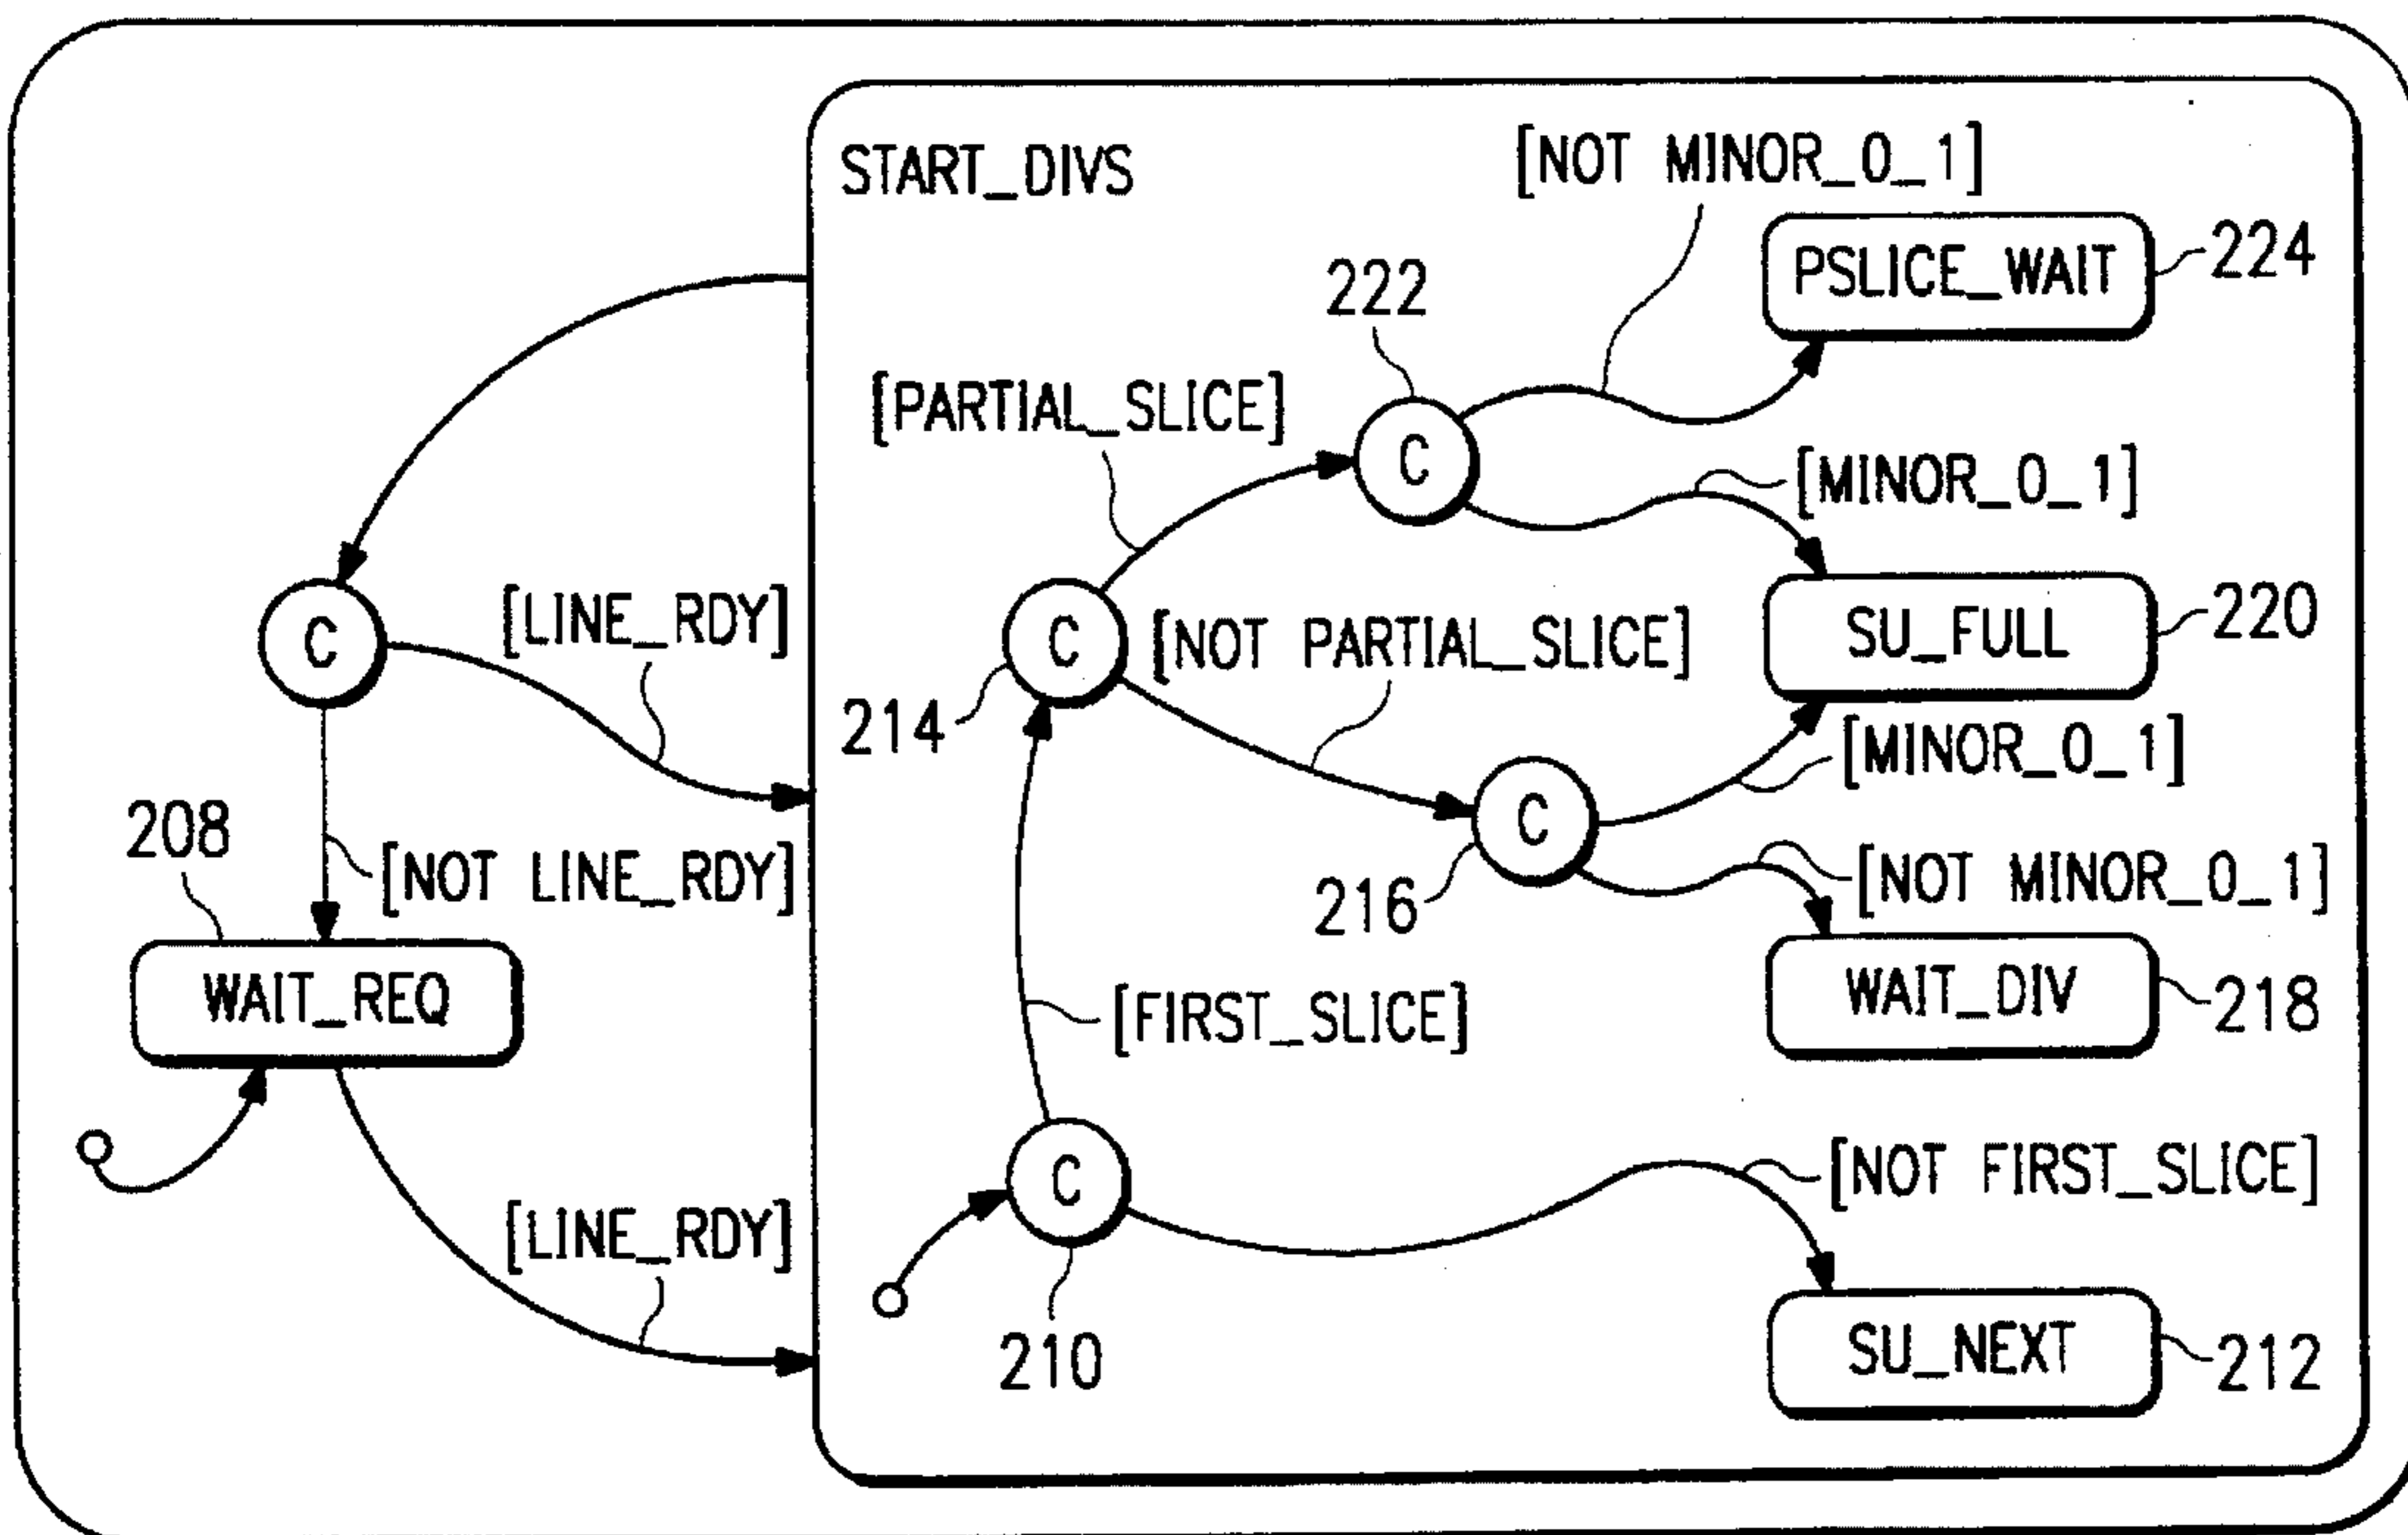 START_DIVS
[NOT MINOR_0_1]
PSLICE_WAIT
224
222
[PARTIAL_SLICE]
C
[MINOR_0_1]
C
[LINE_RDY]
C
[NOT PARTIAL_SLICE]
SU_FULL
220
214
[MINOR_0_1]
208
[NOT LINE_RDY]
C
216
[NOT MINOR_0_1]
WAIT_REQ
[FIRST_SLICE]
WAIT_DIV
218
C
[NOT FIRST_SLICE]
[LINE_RDY]
210
SU_NEXT
212